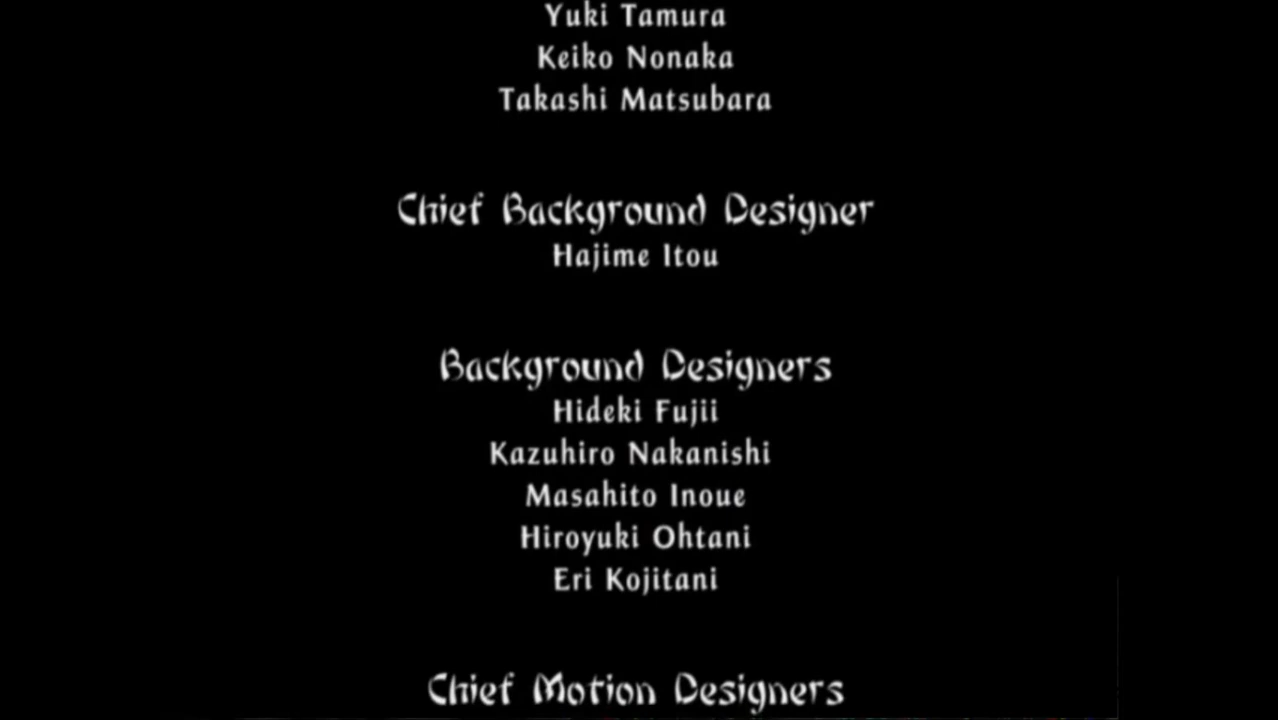 Yuki Tamura
Keiko Nonaka
Takashi Matsubara
Chief Background Designer
Hajime Itou
Background Designers
Hideki Fujii
Kazuhiro Nakanishi
Masahito Inoue
Hiroyuki Ohtani
Eri Kojitani
Chief Motion Designers